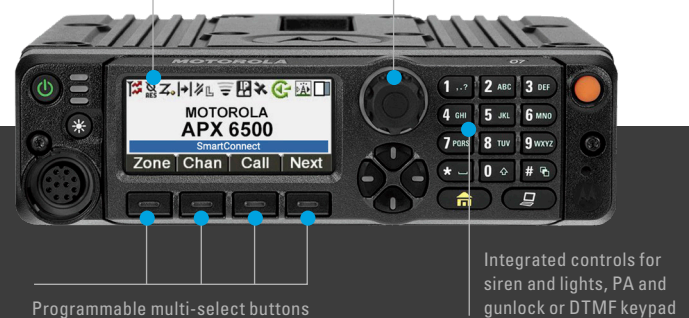 MOTOROLA
O7
AES
MOTOROLA
APX 6500
SmartConnect
Zone Chan Call Next
1 ,.? 2 ABC 3 DEF
4 GHI 5 JKL 6 MNO
7 PQRS 8 TUV 9 WXYZ
* 0 #
Programmable multi-select buttons
Integrated controls for
siren and lights, PA and
gunlock or DTMF keypad